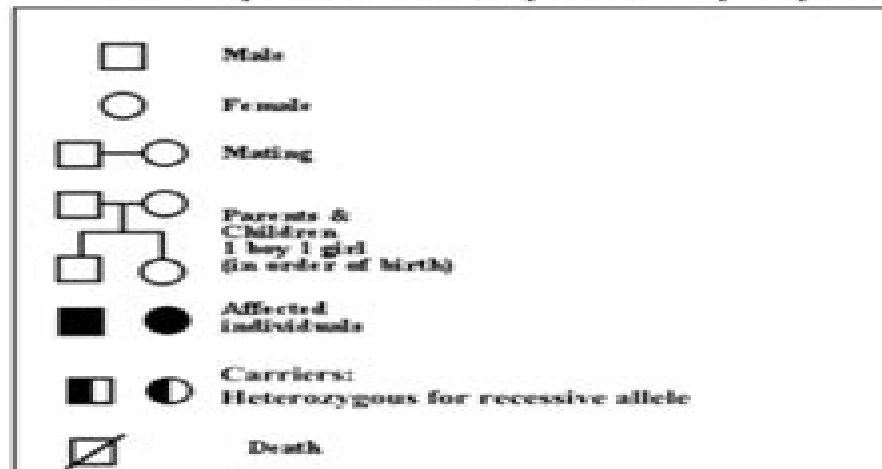 Male
Female
Mating
Parents &
Children
1 boy 1 girl
(in order of birth)
Affected
individuals
Carriers:
Heterozygous for recessive allele
Death